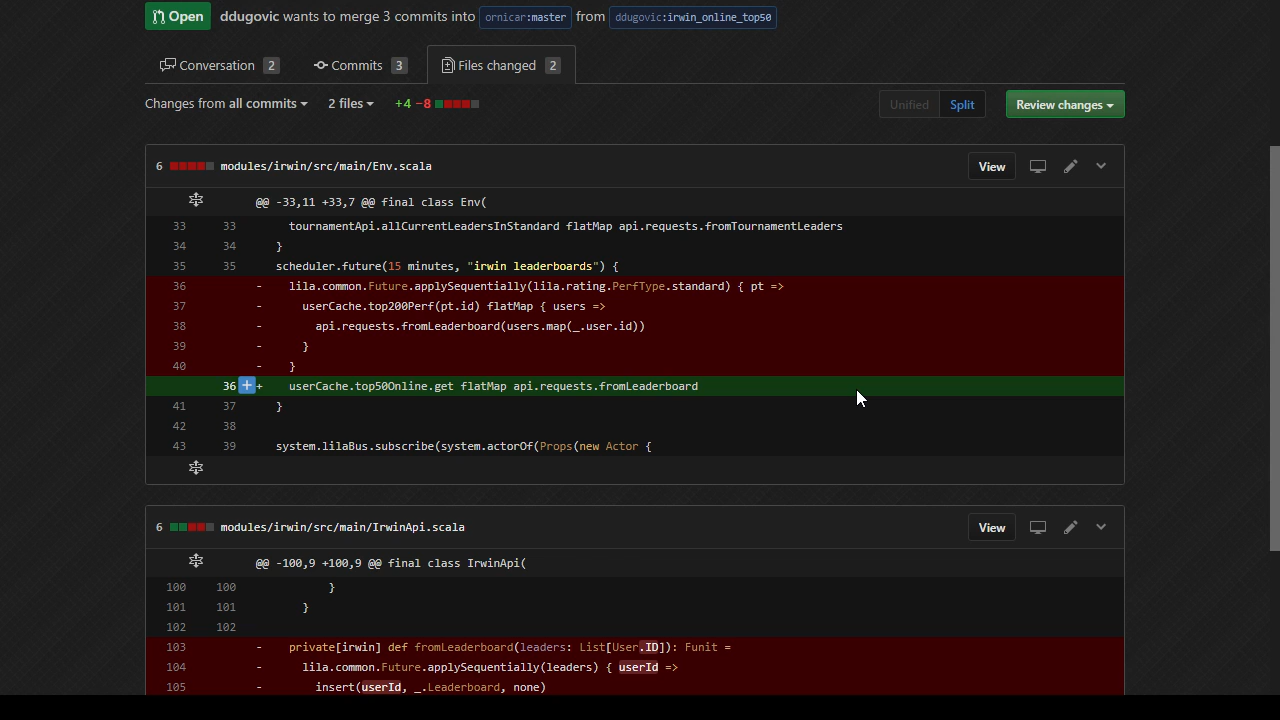 Open ddugovic wants to merge 3 commits into ornicar:master from ddugovic:irwin_online_top50
Conversation 2 Commits 3 Files changed 2
Changes from all commits 2 files +4 −8 Unified Split Review changes
6 modules/irwin/src/main/Env.scala View
@@ -33,11 +33,7 @@ final class Env(
33 33 tournamentApi.allCurrentLeadersInStandard flatMap api.requests.fromTournamentLeaders
34 34 }
35 35 scheduler.future(15 minutes, "irwin leaderboards") {
36 - lila.common.Future.applySequentially(lila.rating.PerfType.standard) { pt =>
37 - userCache.top200Perf(pt.id) flatMap { users =>
38 - api.requests.fromLeaderboard(users.map(_.user.id))
39 - }
40 - }
36 + + userCache.top50Online.get flatMap api.requests.fromLeaderboard
41 37 }
42 38
43 39 system.lilaBus.subscribe(system.actorOf(Props(new Actor {
6 modules/irwin/src/main/IrwinApi.scala View
@@ -100,9 +100,9 @@ final class IrwinApi(
100 100 }
101 101 }
102 102
103 - private[irwin] def fromLeaderboard(leaders: List[User.ID]): Funit =
104 - lila.common.Future.applySequentially(leaders) { userId =>
105 - insert(userId, _.Leaderboard, none)